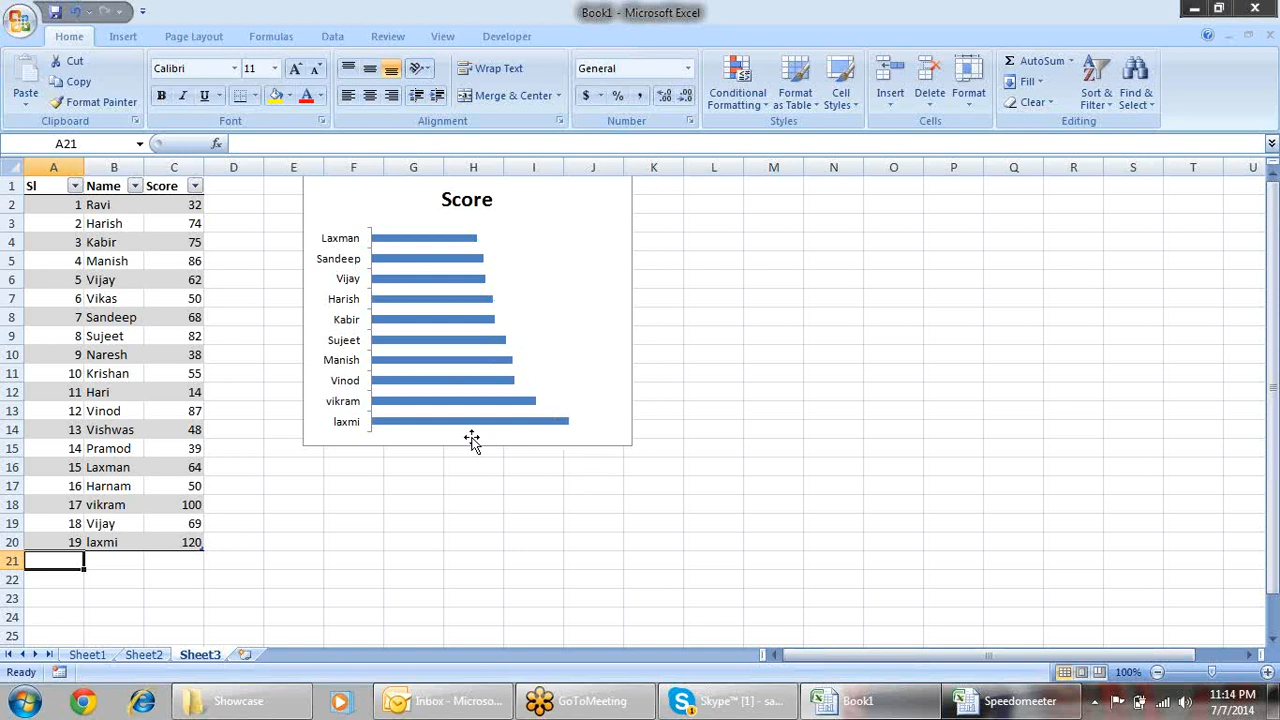 Book1 - Microsoft Excel
Home Insert Page Layout Formulas Data Review View Developer
Cut Calibri 11 Wrap Text General AutoSum
Copy Fill
Paste Format Painter B I U Merge & Center $ % , Conditional Formatting Format as Table Cell Styles Insert Delete Format Clear Sort & Filter Find & Select
Clipboard Font Alignment Number Styles Cells Editing
A21 fx
A B C D E F G H I J K L M N O P Q R S T U
1 Sl Name Score
2 1 Ravi 32
3 2 Harish 74
4 3 Kabir 75
5 4 Manish 86
6 5 Vijay 62
7 6 Vikas 50
8 7 Sandeep 68
9 8 Sujeet 82
10 9 Naresh 38
11 10 Krishan 55
12 11 Hari 14
13 12 Vinod 87
14 13 Vishwas 48
15 14 Pramod 39
16 15 Laxman 64
17 16 Harnam 50
18 17 vikram 100
19 18 Vijay 69
20 19 laxmi 120
21
22
23
24
25
Score
Laxman
Sandeep
Vijay
Harish
Kabir
Sujeet
Manish
Vinod
vikram
laxmi
Sheet1 Sheet2 Sheet3
Ready 100%
Showcase Inbox - Microso... GoToMeeting Skype™ [1] - sa... Book1 Speedometer 11:14 PM
7/7/2014